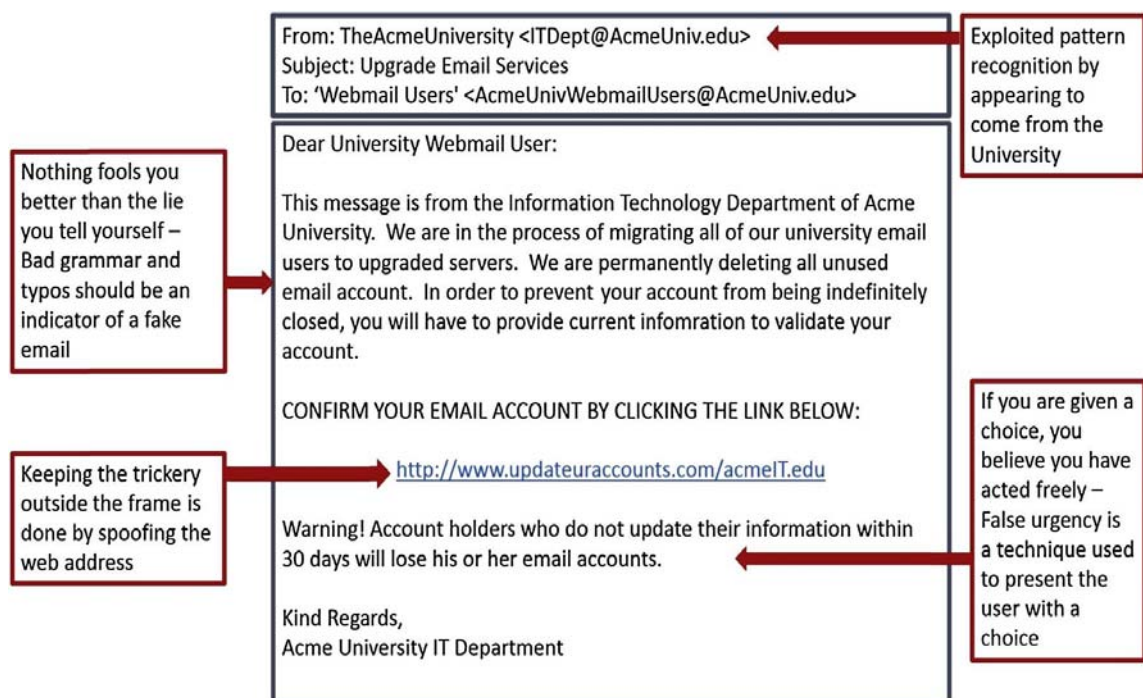 From: TheAcmeUniversity <ITDept@AcmeUniv.edu>
Subject: Upgrade Email Services
To: ‘Webmail Users' <AcmeUnivWebmailUsers@AcmeUniv.edu>
Exploited pattern
recognition by
appearing to
come from the
University
Dear University Webmail User:
This message is from the Information Technology Department of Acme
University. We are in the process of migrating all of our university email
users to upgraded servers. We are permanently deleting all unused
email account. In order to prevent your account from being indefinitely
closed, you will have to provide current infomration to validate your
account.
Nothing fools you
better than the lie
you tell yourself –
Bad grammar and
typos should be an
indicator of a fake
email
CONFIRM YOUR EMAIL ACCOUNT BY CLICKING THE LINK BELOW:
http://www.updateuraccounts.com/acmeIT.edu
Keeping the trickery
outside the frame is
done by spoofing the
web address
Warning! Account holders who do not update their information within
30 days will lose his or her email accounts.
If you are given a
choice, you
believe you have
acted freely –
False urgency is
a technique used
to present the
user with a
choice
Kind Regards,
Acme University IT Department